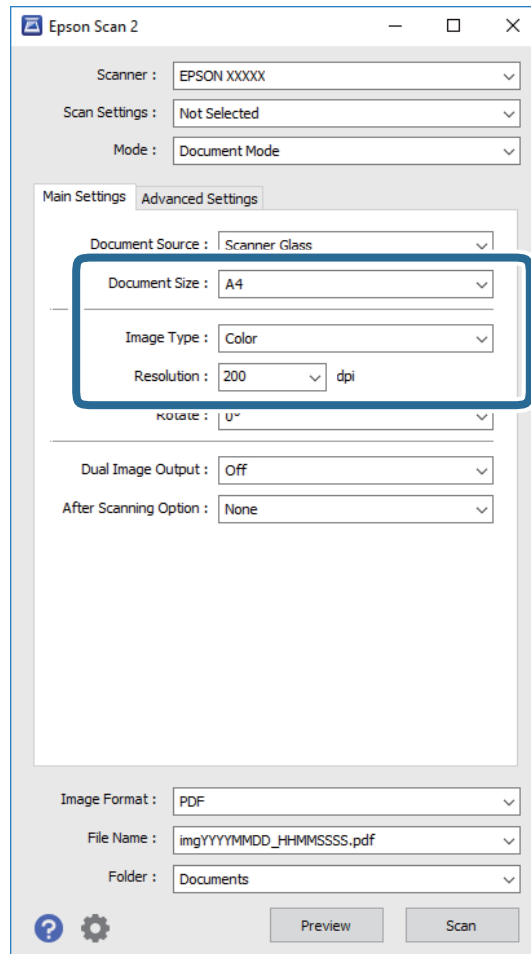 Epson Scan 2
Scanner : EPSON XXXXX
Scan Settings : Not Selected
Mode : Document Mode
Main Settings Advanced Settings
Document Source : Scanner Glass
Document Size : A4
Image Type : Color
Resolution : 200 dpi
Rotate : 0°
Dual Image Output : Off
After Scanning Option : None
Image Format : PDF
File Name : imgYYYYMMDD_HHMMSSSS.pdf
Folder : Documents
? Preview Scan